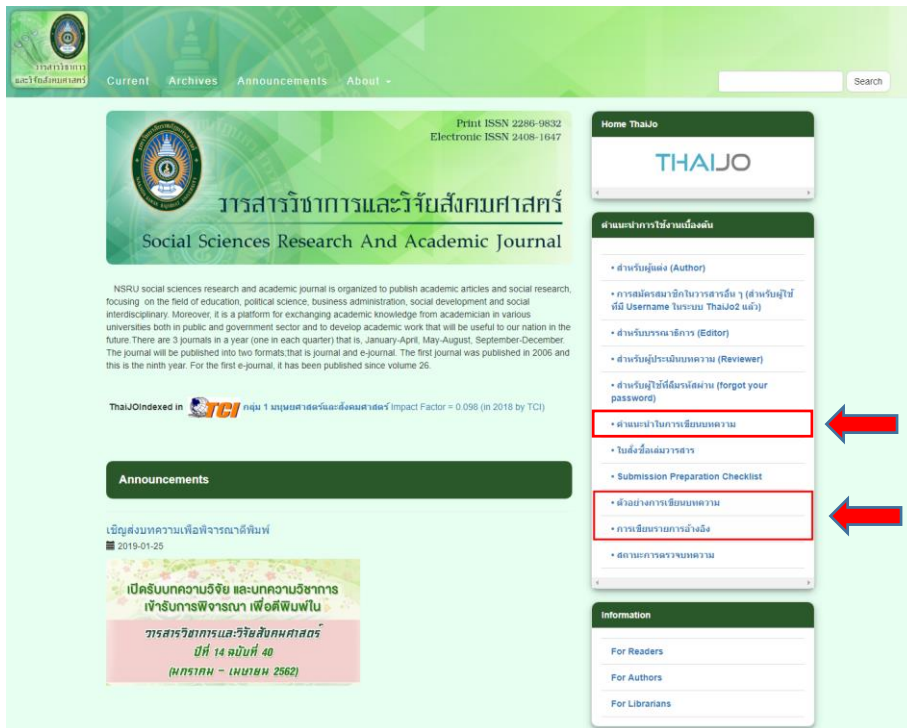 วารสารวิชาการ
และวิจัยสังคมศาสตร์
Current Archives Announcements About
Search
Print ISSN 2286-9832
Electronic ISSN 2408-1647
วารสารวิชาการและวิจัยสังคมศาสตร์
Social Sciences Research And Academic Journal
NSRU social sciences research and academic journal is organized to publish academic articles and social research,
focusing on the field of education, political science, business administration, social development and social
interdisciplinary. Moreover, it is a platform for exchanging academic knowledge from academician in various
universities both in public and government sector and to develop academic work that will be useful to our nation in the
future.There are 3 journals in a year (one in each quarter) that is, January-April, May-August, September-December.
The journal will be published into two formats;that is journal and e-journal. The first journal was published in 2006 and
this is the ninth year. For the first e-journal, it has been published since volume 26.
ThaiJOIndexed in TCI กลุ่ม 1 มนุษยศาสตร์และสังคมศาสตร์ Impact Factor = 0.098 (in 2018 by TCI)
Announcements
เชิญส่งบทความเพื่อพิจารณาตีพิมพ์
2019-01-25
เปิดรับบทความวิจัย และบทความวิชาการ
เข้ารับการพิจารณา เพื่อตีพิมพ์ใน
วารสารวิชาการและวิจัยสังคมศาสตร์
ปีที่ 14 ฉบับที่ 40
(มกราคม – เมษายน 2562)
Home ThaiJo
THAIJO
คำแนะนำการใช้งานเบื้องต้น
• สำหรับผู้แต่ง (Author)
• การสมัครสมาชิกในวารสารอื่น ๆ (สำหรับผู้ใช้
ที่มี Username ในระบบ ThaiJo2 แล้ว)
• สำหรับบรรณาธิการ (Editor)
• สำหรับผู้ประเมินบทความ (Reviewer)
• สำหรับผู้ใช้ที่ลืมรหัสผ่าน (forgot your
password)
• คำแนะนำในการเขียนบทความ
• ใบสั่งซื้อเล่มวารสาร
• Submission Preparation Checklist
• ตัวอย่างการเขียนบทความ
• การเขียนรายการอ้างอิง
• สถานะการตรวจบทความ
Information
For Readers
For Authors
For Librarians